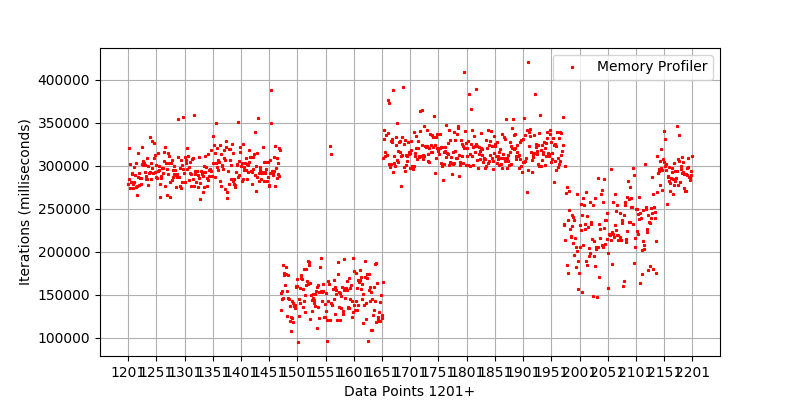 Memory Profiler
400000
350000
300000
250000
200000
150000
100000
Iterations (milliseconds)
1201 1251 1301 1351 1401 1451 1501 1551 1601 1651 1701 1751 1801 1851 1901 1951 2001 2051 2101 2151 2201
Data Points 1201+